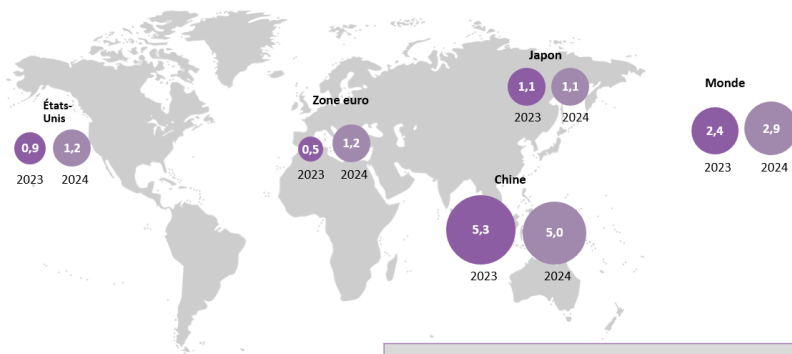 Japon
1,1 1,1
2023 2024
Monde
2,4 2,9
2023 2024
États-
Unis
0,9 1,2
2023 2024
Zone euro
0,5 1,2
2023 2024
Chine
5,3 5,0
2023 2024